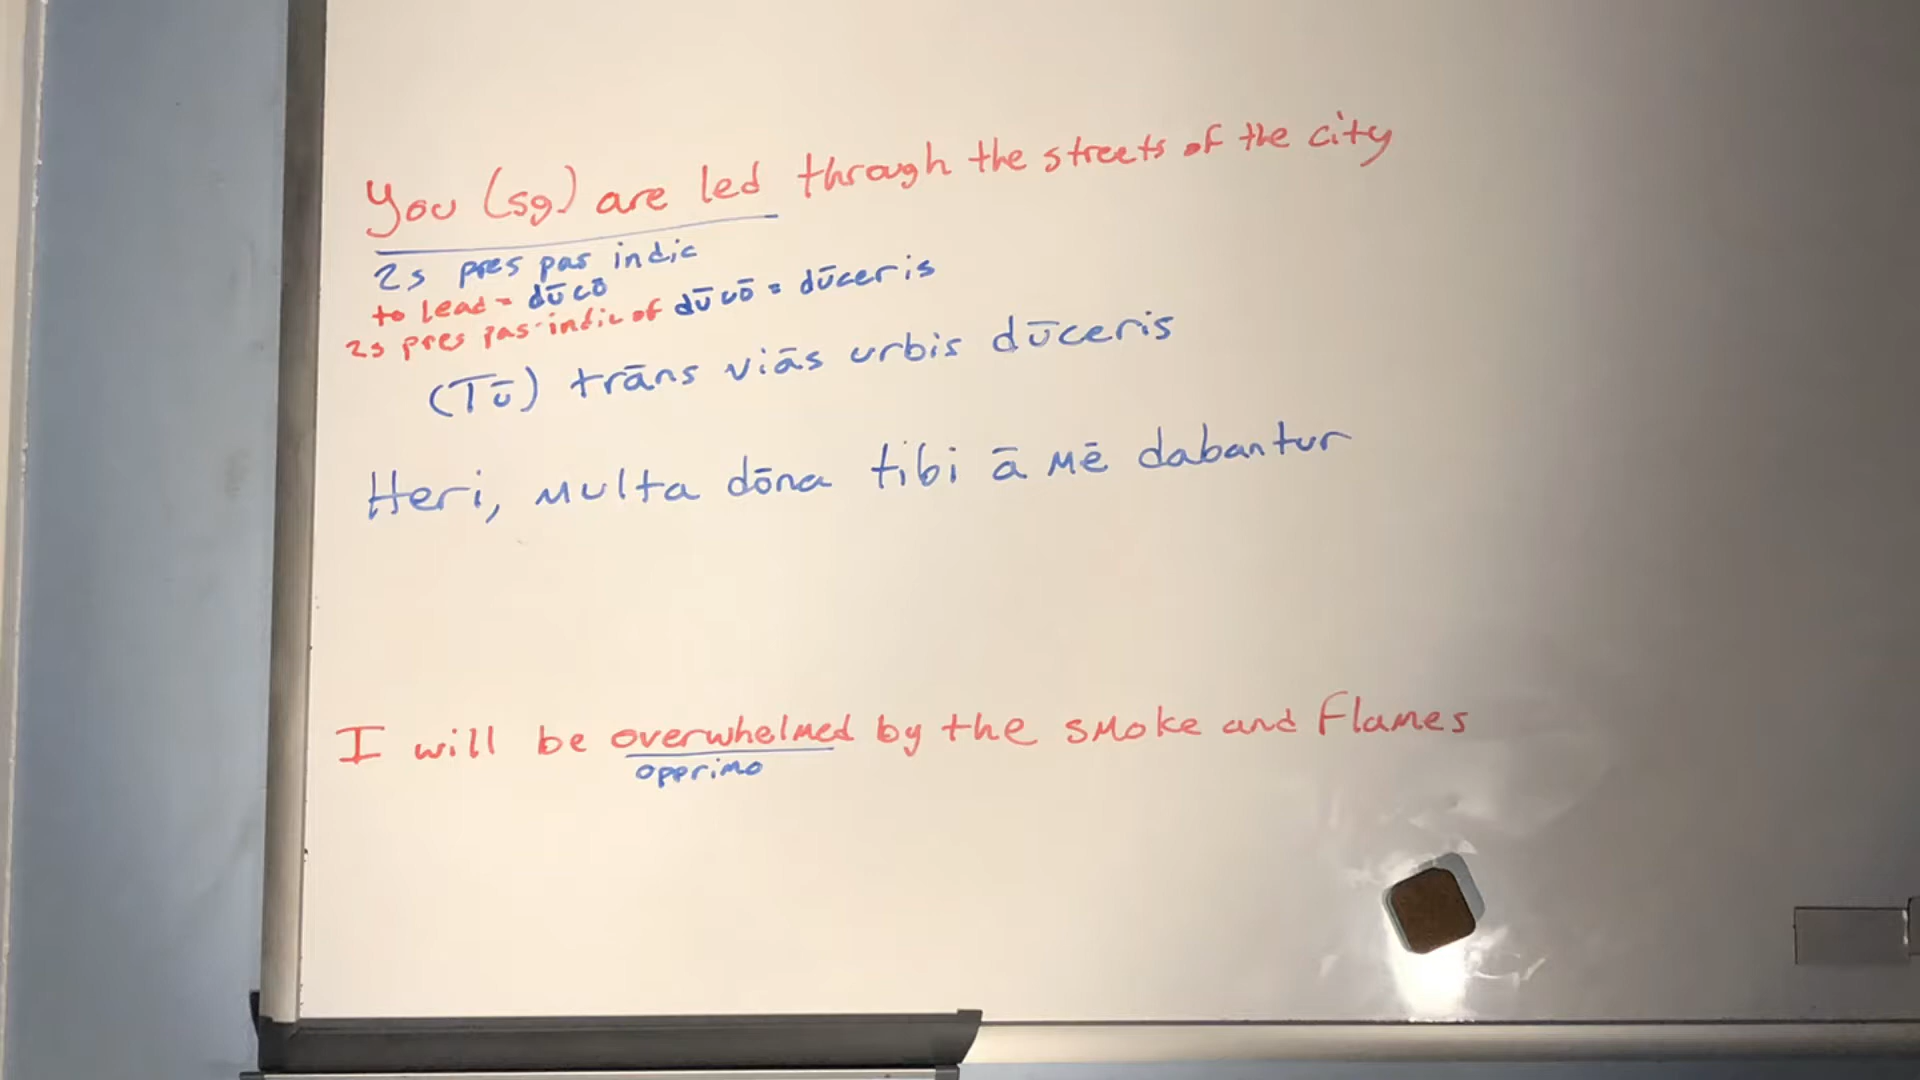 You (sg) are led through the streets of the city
2s pres pas indic
to lead = dūcō
2s pres pas indic of dūcō = dūceris
(Tū) trāns viās urbis dūceris
Heri, multa dōna tibi ā mē dabantur
I will be overwhelmed by the smoke and flames
opprimo